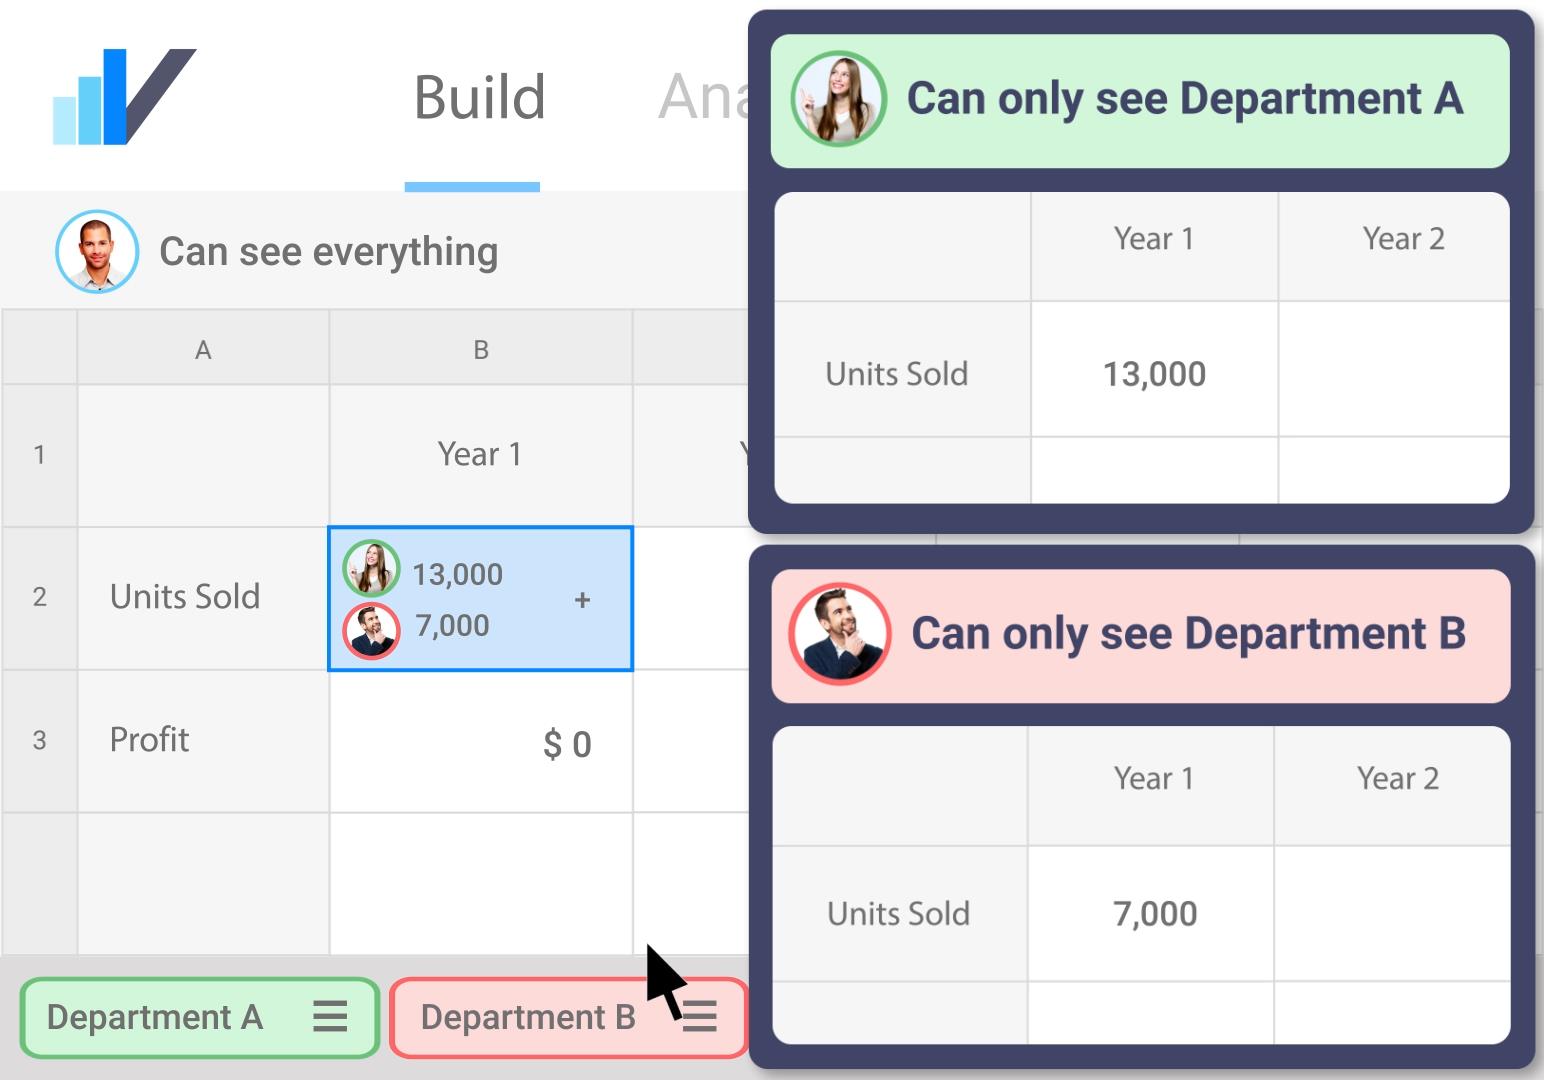 Build
Ana
Can see everything
A
B
1
Year 1
Y
2
Units Sold
13,000
+
7,000
3
Profit
$ 0
Department A
Department B
Can only see Department A
Year 1
Year 2
Units Sold
13,000
Can only see Department B
Year 1
Year 2
Units Sold
7,000